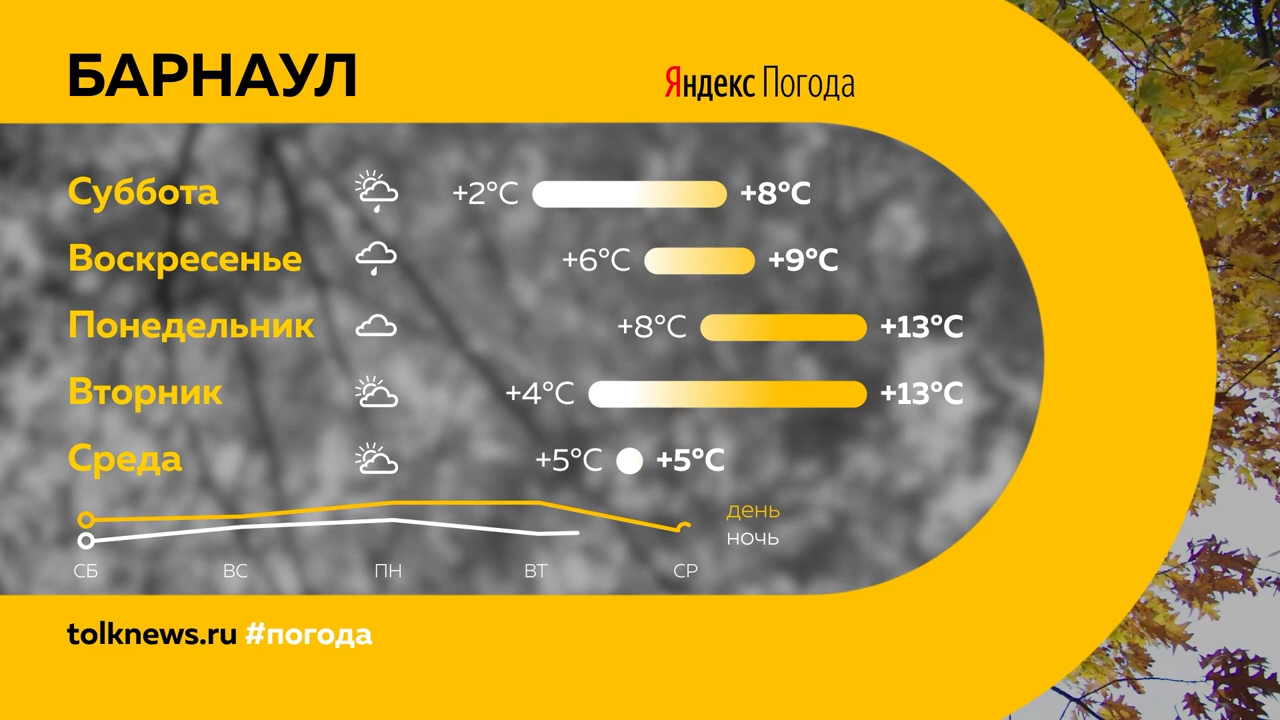 БАРНАУЛ
Яндекс Погода
Суббота +2°C +8°C
Воскресенье +6°C +9°C
Понедельник +8°C +13°C
Вторник +4°C +13°C
Среда +5°C +5°C
день
ночь
СБ ВС ПН ВТ СР
tolknews.ru #погода